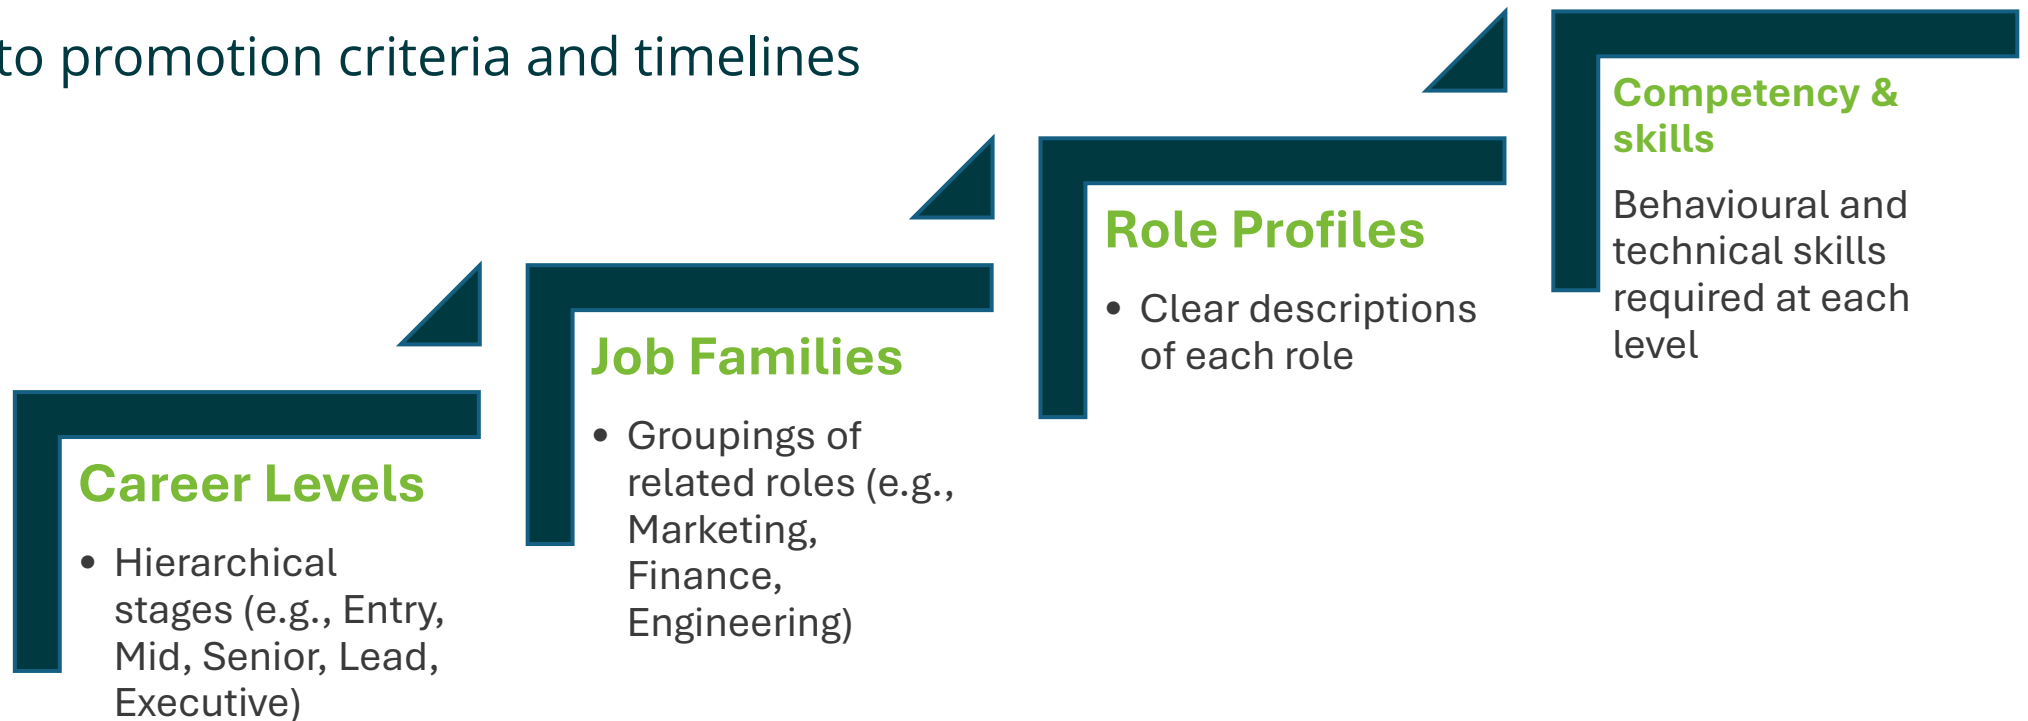 to promotion criteria and timelines
Career Levels
• Hierarchical
stages (e.g., Entry,
Mid, Senior, Lead,
Executive)
Job Families
• Groupings of
related roles (e.g.,
Marketing,
Finance,
Engineering)
Role Profiles
• Clear descriptions
of each role
Competency &
skills
Behavioural and
technical skills
required at each
level